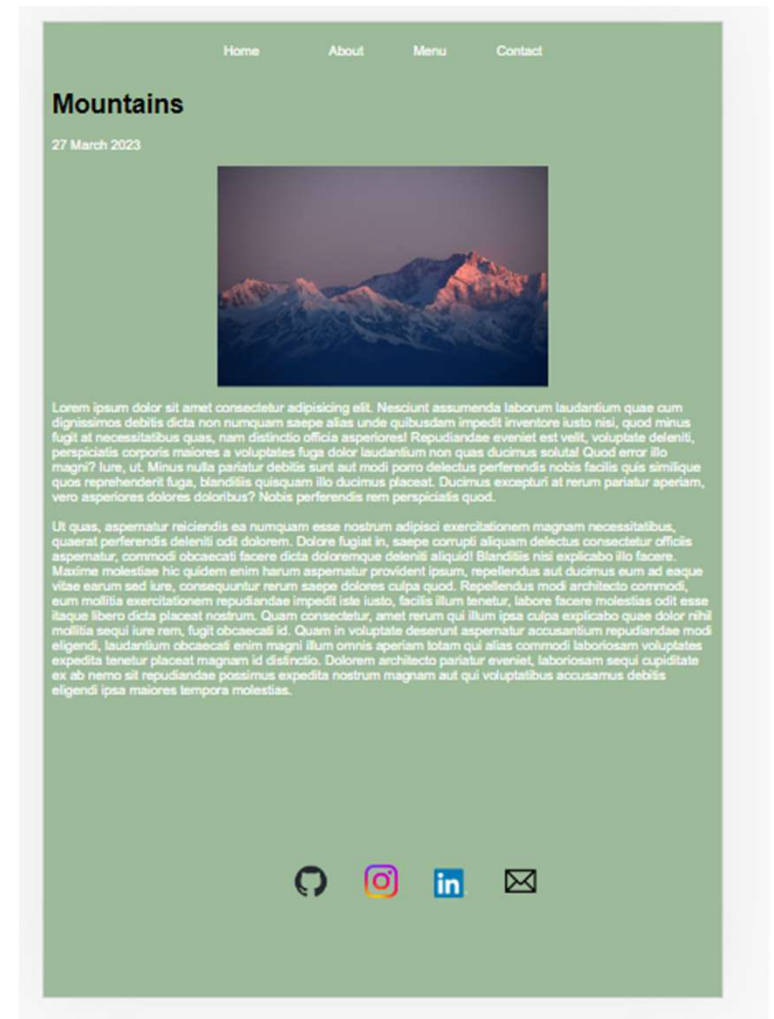 Home About Menu Contact
Mountains
27 March 2023
Lorem ipsum dolor sit amet consectetur adipisicing elit. Nesciunt assumenda laborum laudantium quae cum
dignissimos debitis dicta non numquam saepe alias unde quibusdam impedit inventore iusto nisi, quod minus
fugit at necessitatibus quas, nam distinctio officia asperiores! Repudiandae eveniet est velit, voluptate deleniti,
perspiciatis corporis maiores a voluptates fuga dolor laudantium non quas ducimus soluta! Quod error illo
magni? Iure, ut. Minus nulla pariatur debitis sunt aut modi porro delectus perferendis nobis facilis quis similique
quos reprehenderit fuga, blanditiis quisquam illo ducimus placeat. Ducimus excepturi at rerum pariatur aperiam,
vero asperiores dolores doloribus? Nobis perferendis rem perspiciatis quod.
Ut quas, aspernatur reiciendis ea numquam esse nostrum adipisci exercitationem magnam necessitatibus,
quaerat perferendis deleniti odit dolorem. Dolore fugiat in, saepe corrupti aliquam delectus consectetur officiis
aspernatur, commodi obcaecati facere dicta doloremque deleniti aliquid! Blanditiis nisi explicabo illo facere.
Maxime molestiae hic quidem enim harum aspernatur provident ipsum, repellendus aut ducimus eum ad eaque
vitae earum sed iure, consequuntur rerum saepe dolores culpa quod. Repellendus modi architecto commodi,
eum mollitia exercitationem repudiandae impedit iste iusto, facilis illum tenetur, labore facere molestias odit esse
itaque libero dicta placeat nostrum. Quam consectetur, amet rerum qui illum ipsa culpa explicabo quae dolor nihil
mollitia sequi iure rem, fugit obcaecati id. Quam in voluptate deserunt aspernatur accusantium repudiandae modi
eligendi, laudantium obcaecati enim magni illum omnis aperiam totam qui alias commodi laboriosam voluptates
expedita tenetur placeat magnam id distinctio. Dolorem architecto pariatur eveniet, laboriosam sequi cupiditate
ex ab nemo sit repudiandae possimus expedita nostrum magnam aut qui voluptatibus accusamus debitis
eligendi ipsa maiores tempora molestias.
in